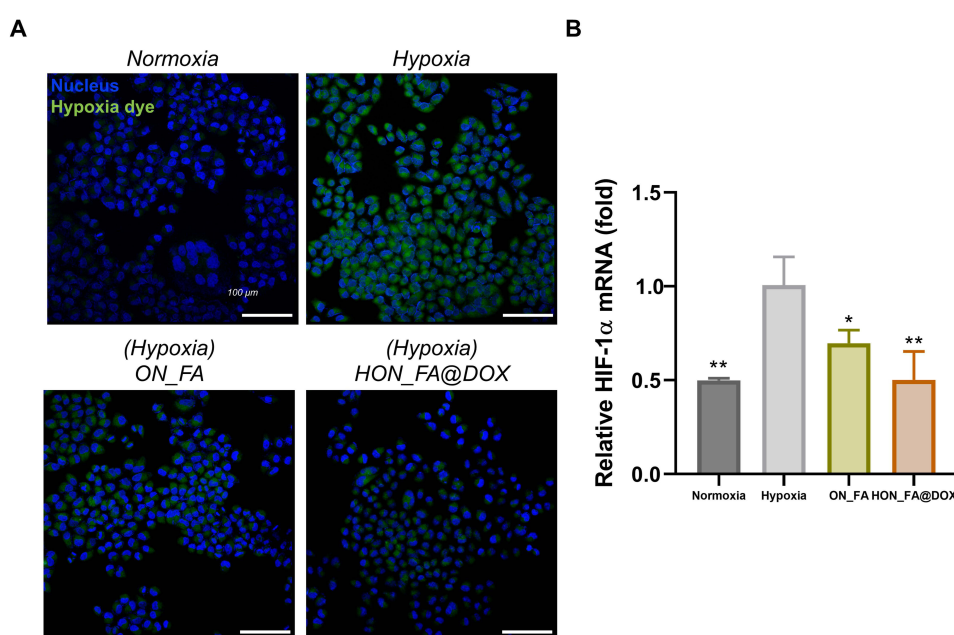 A
Normoxia
Hypoxia
Nucleus
Hypoxia dye
100 μm
(Hypoxia)
ON_FA
(Hypoxia)
HON_FA@DOX
B
Relative HIF-1α mRNA (fold)
1.5
1.0
0.5
0.0
**
*
**
Normoxia
Hypoxia
ON_FA
HON_FA@DOX